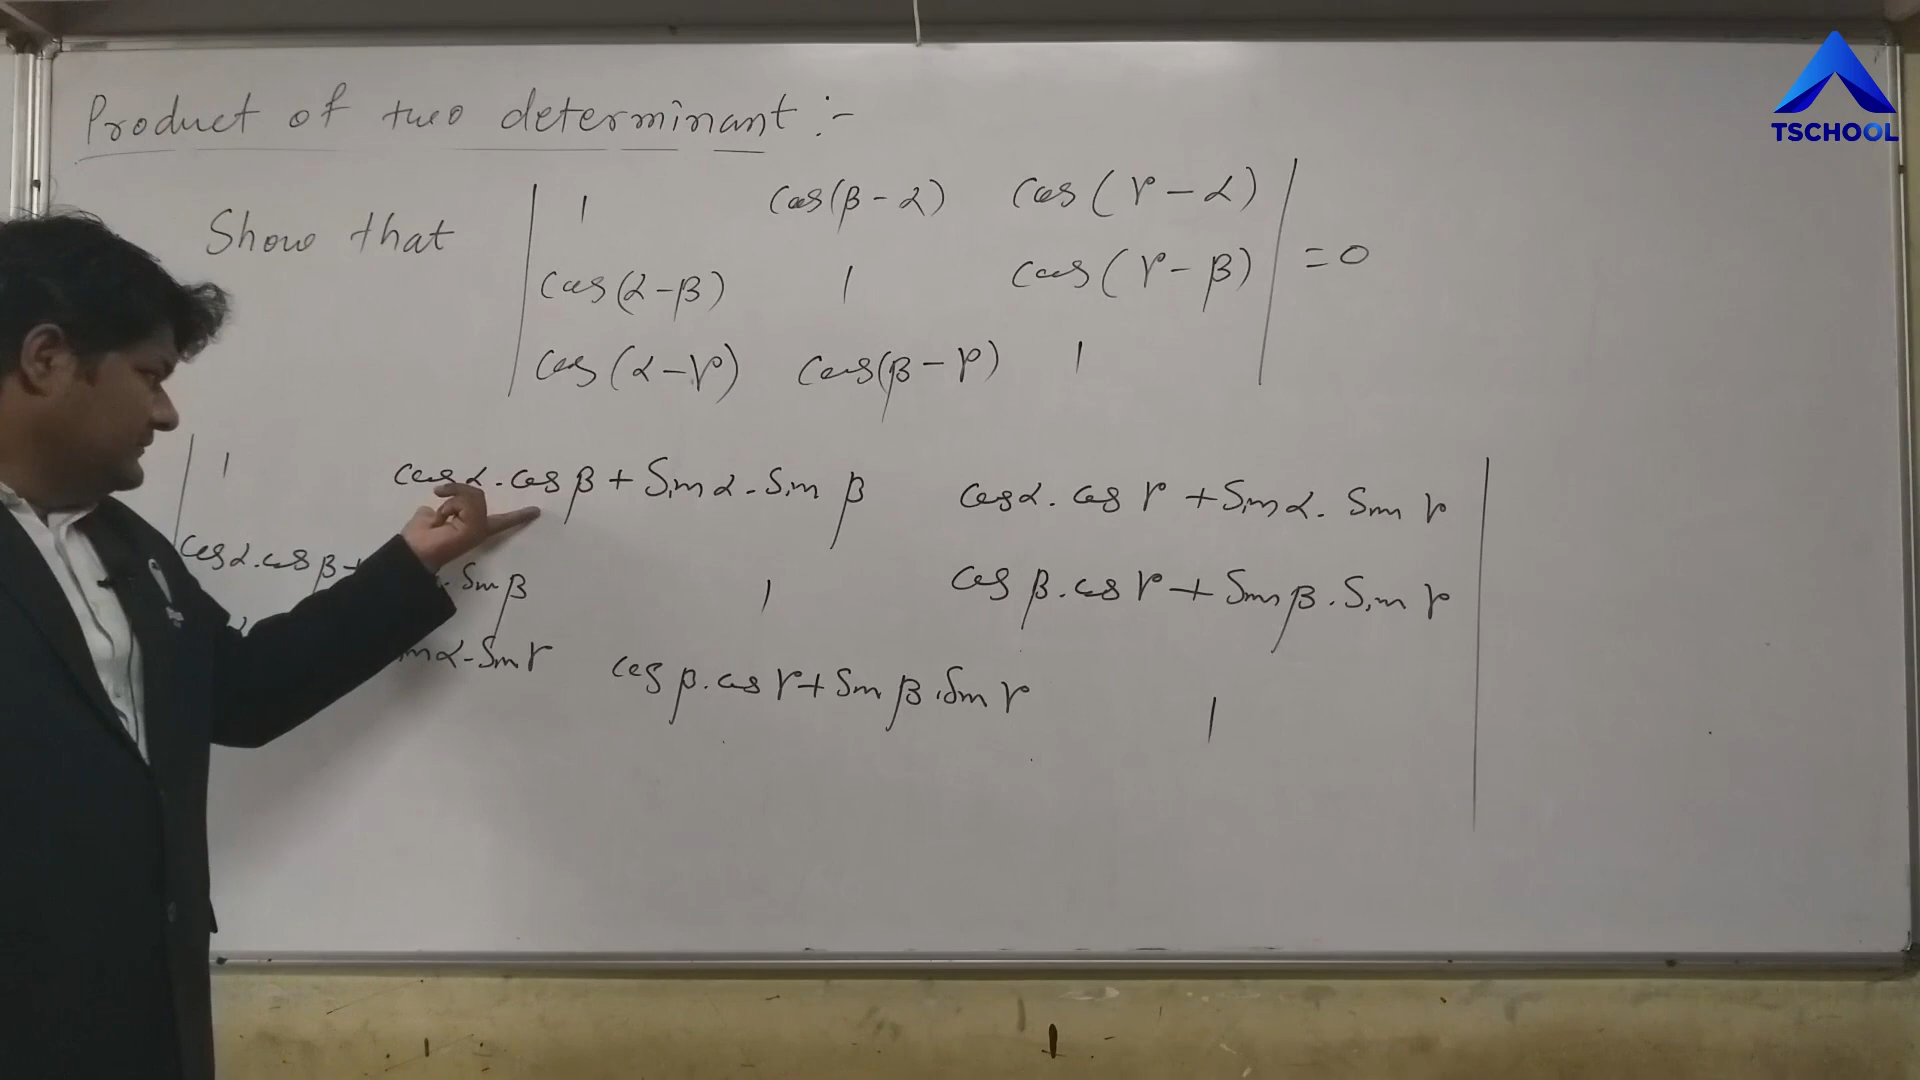 TSCHOOL
Product of two determinant :-
Show that | 1 cos(β-α) cos(γ-α) |
| cos(α-β) 1 cos(γ-β) | = 0
| cos(α-γ) cos(β-γ) 1 |
| 1 cosα.cosβ + Sinα.Sinβ cosα.cosγ + Sinα.Sinγ |
cosα.cosβ+ .Sinβ 1 cosβ.cosγ + Sinβ.Sinγ
Sinα.Sinγ cosβ.cosγ + Sinβ.Sinγ 1